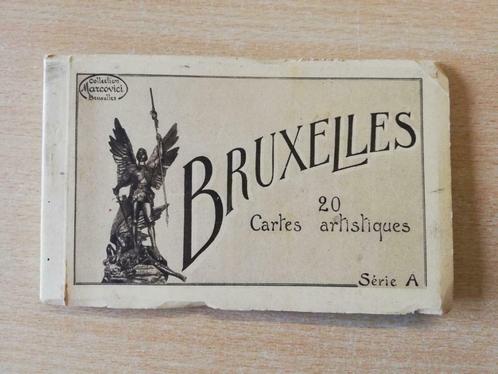 Collection
Marcovici
Bruxelles
BRUXELLES
20
Cartes artistiques
Série A